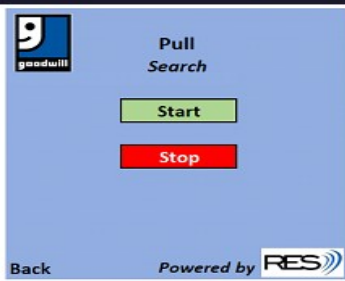 goodwill
Pull
Search
Start
Stop
Back
Powered by RES